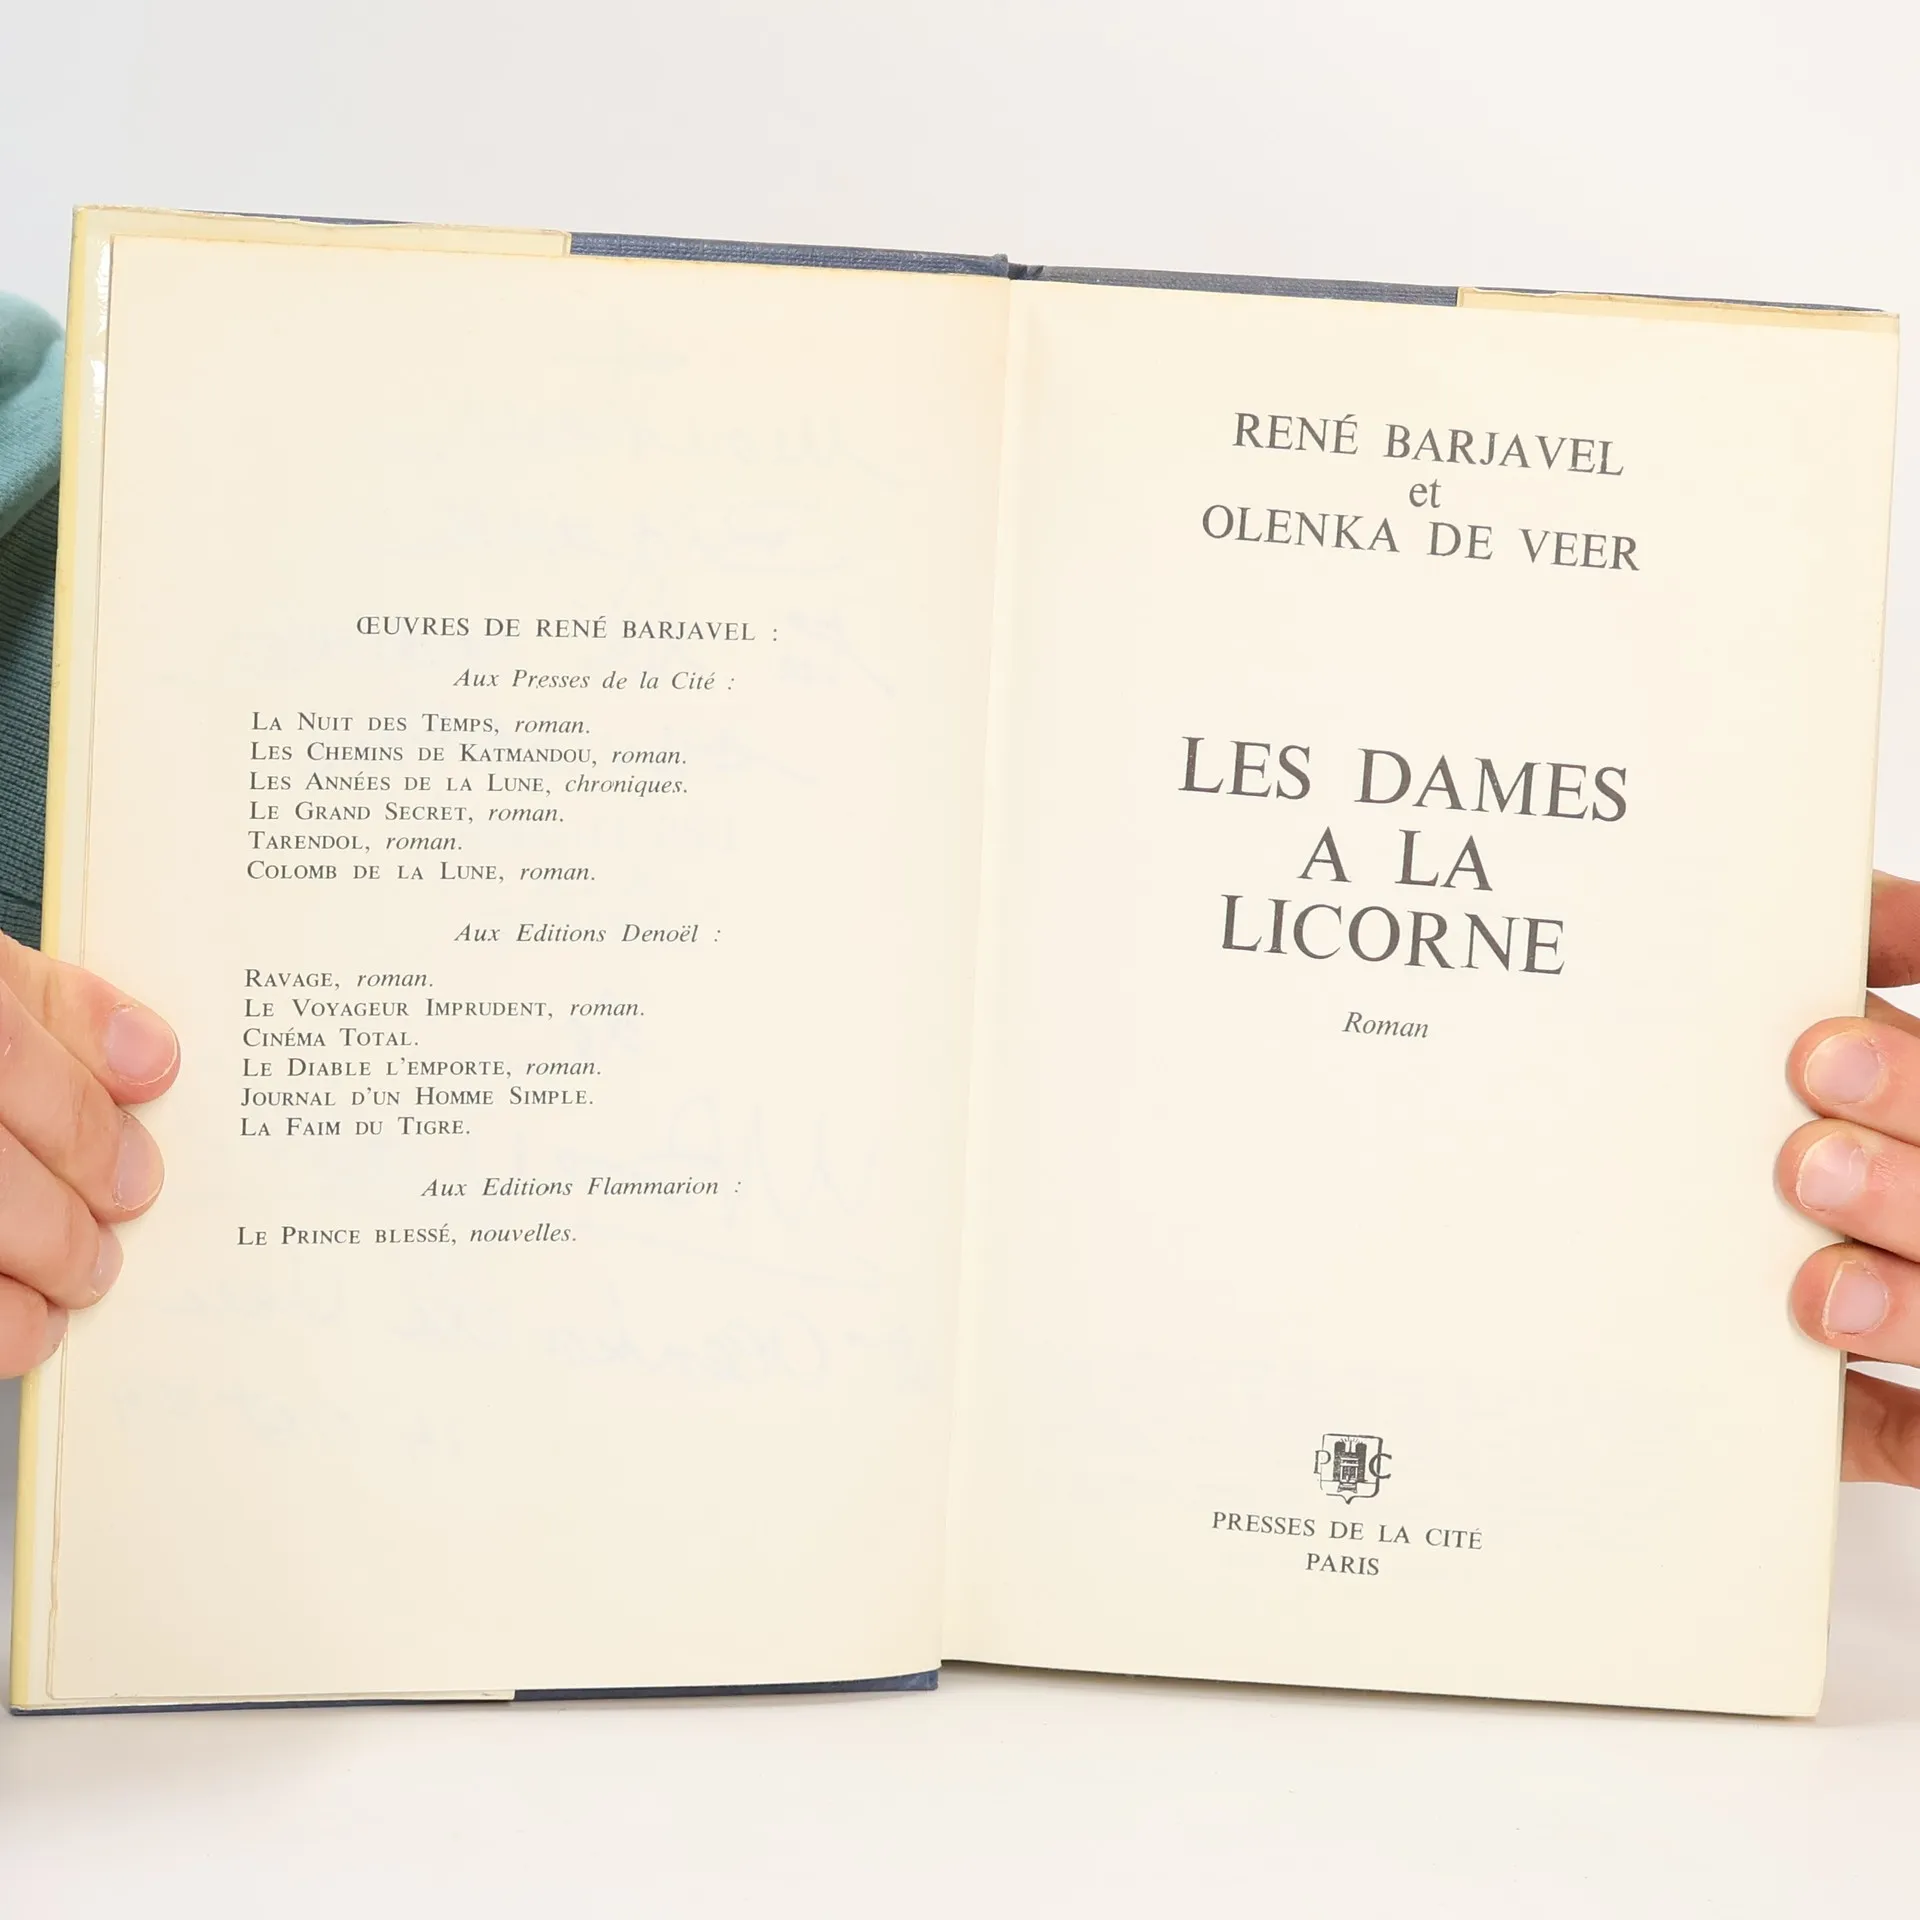 ŒUVRES DE RENÉ BARJAVEL :
Aux Presses de la Cité :
LA NUIT DES TEMPS, roman.
LES CHEMINS DE KATMANDOU, roman.
LES ANNÉES DE LA LUNE, chroniques.
LE GRAND SECRET, roman.
TARENDOL, roman.
COLOMB DE LA LUNE, roman.
Aux Editions Denoël :
RAVAGE, roman.
LE VOYAGEUR IMPRUDENT, roman.
CINÉMA TOTAL.
LE DIABLE L'EMPORTE, roman.
JOURNAL D'UN HOMME SIMPLE.
LA FAIM DU TIGRE.
Aux Editions Flammarion :
LE PRINCE BLESSÉ, nouvelles.
RENÉ BARJAVEL
et
OLENKA DE VEER
LES DAMES
A LA
LICORNE
Roman
P C
PRESSES DE LA CITÉ
PARIS